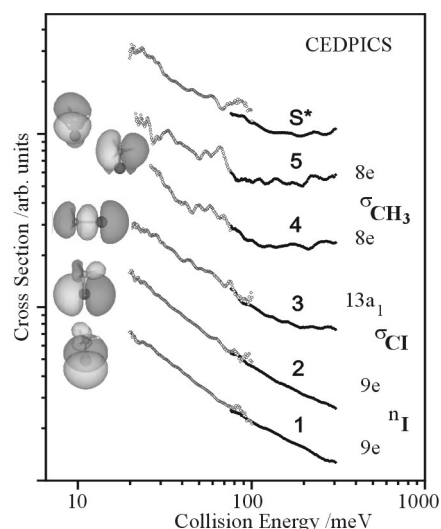 CEDPICS
Cross Section /arb. units
S*
5
8e
σCH3
4
8e
3
13a1
σCI
2
9e
nI
1
9e
10
100
1000
Collision Energy /meV